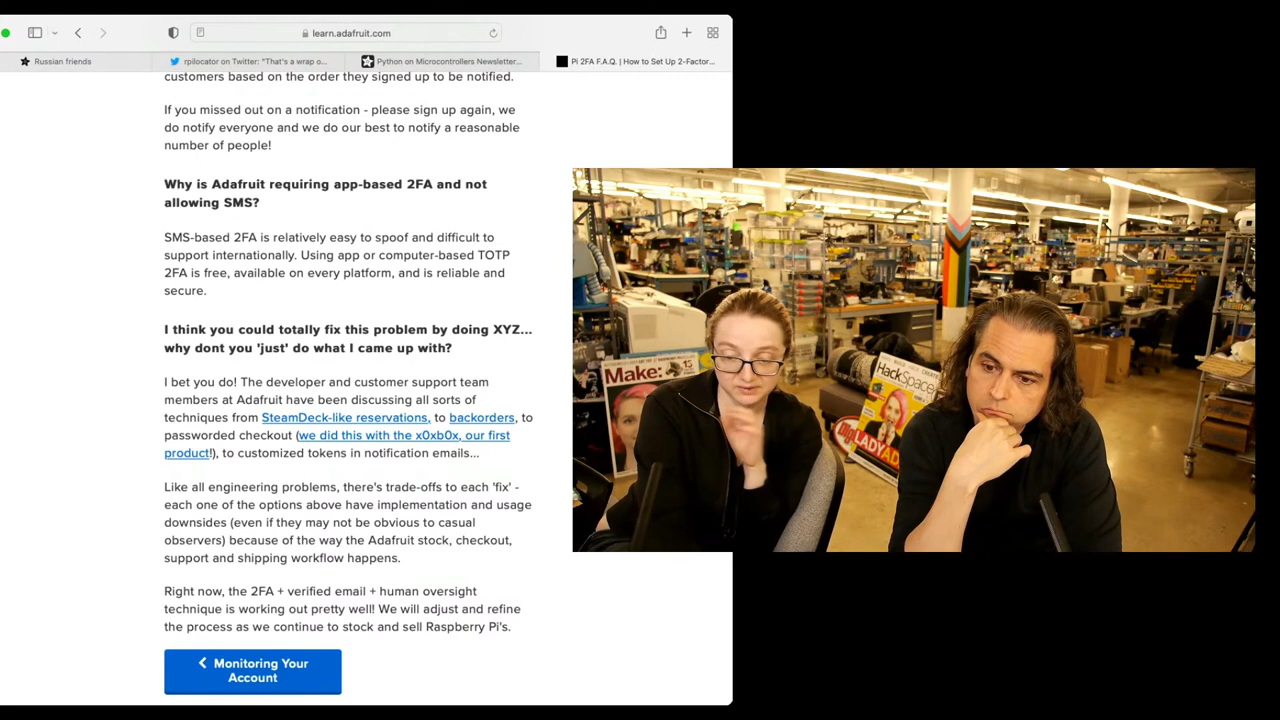 learn.adafruit.com
Russian friends
rpilocator on Twitter: "That's a wrap o...
Python on Microcontrollers Newsletter...
Pi 2FA F.A.Q. | How to Set Up 2-Factor...
customers based on the order they signed up to be notified.
If you missed out on a notification - please sign up again, we
do notify everyone and we do our best to notify a reasonable
number of people!
Why is Adafruit requiring app-based 2FA and not
allowing SMS?
SMS-based 2FA is relatively easy to spoof and difficult to
support internationally. Using app or computer-based TOTP
2FA is free, available on every platform, and is reliable and
secure.
I think you could totally fix this problem by doing XYZ...
why dont you 'just' do what I came up with?
I bet you do! The developer and customer support team
members at Adafruit have been discussing all sorts of
techniques from SteamDeck-like reservations, to backorders, to
passworded checkout (we did this with the x0xb0x, our first
product!), to customized tokens in notification emails...
Like all engineering problems, there's trade-offs to each 'fix' -
each one of the options above have implementation and usage
downsides (even if they may not be obvious to casual
observers) because of the way the Adafruit stock, checkout,
support and shipping workflow happens.
Right now, the 2FA + verified email + human oversight
technique is working out pretty well! We will adjust and refine
the process as we continue to stock and sell Raspberry Pi's.
Monitoring Your
Account
Make:
15
HackSpace
LADYAD